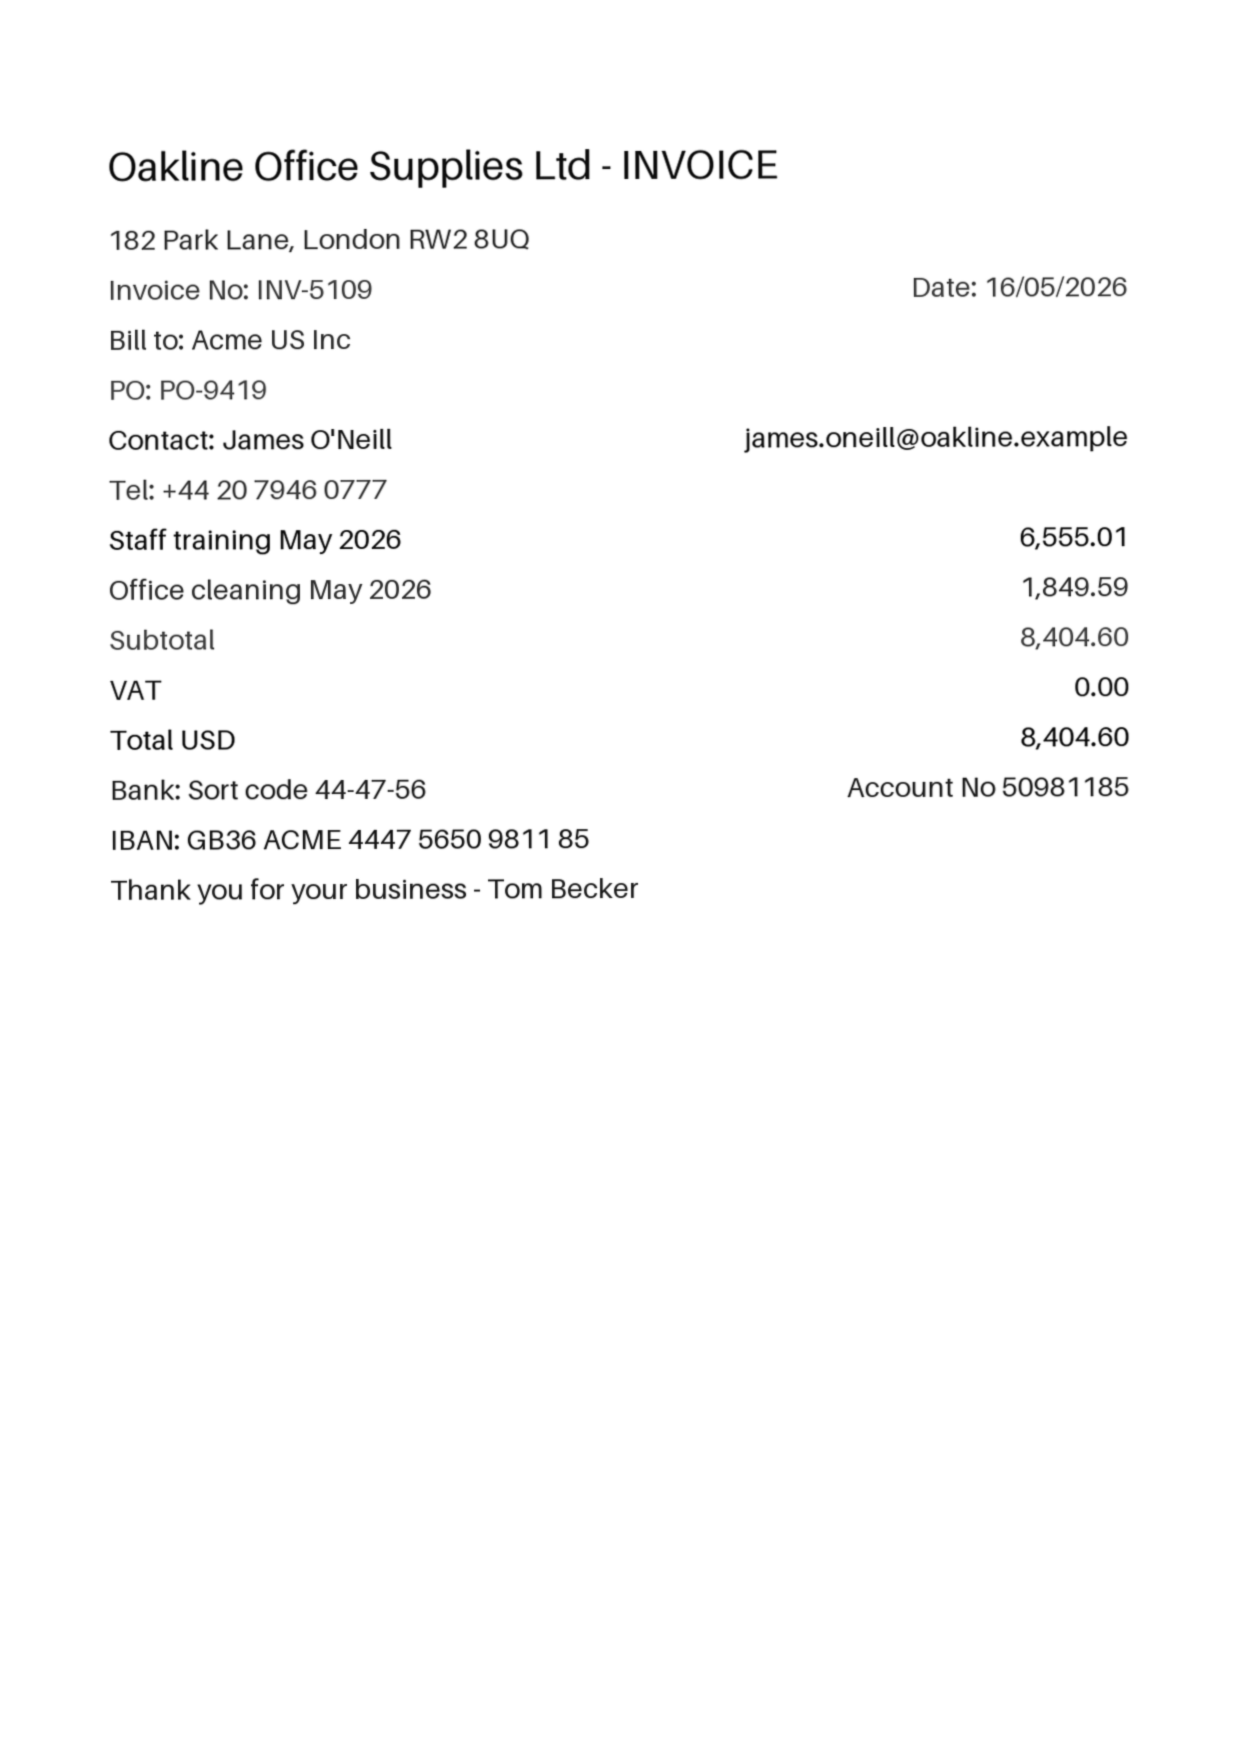 Oakline Office Supplies Ltd - INVOICE
182 Park Lane, London RW2 8UQ
Invoice No: INV-5109 Date: 16/05/2026
Bill to: Acme US Inc
PO: PO-9419
Contact: James O'Neill james.oneill@oakline.example
Tel: +44 20 7946 0777
Staff training May 2026 6,555.01
Office cleaning May 2026 1,849.59
Subtotal 8,404.60
VAT 0.00
Total USD 8,404.60
Bank: Sort code 44-47-56 Account No 50981185
IBAN: GB36 ACME 4447 5650 9811 85
Thank you for your business - Tom Becker